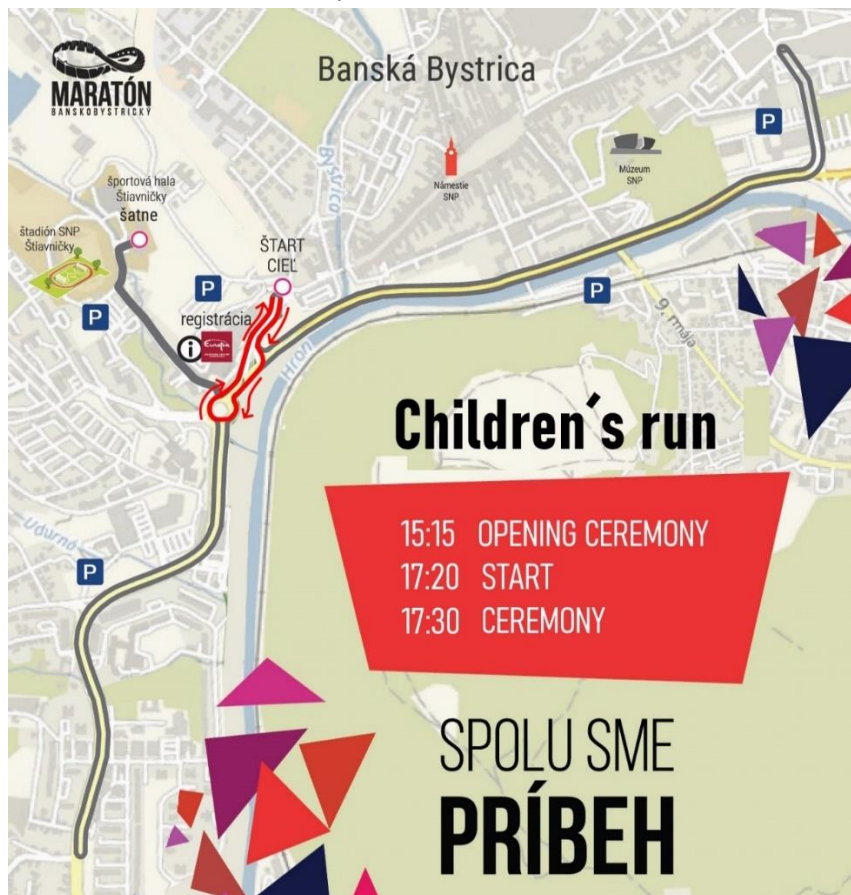 MARATÓN
BANSKOBYSTRICKÝ
Banská Bystrica
P
Bystrica
Námestie
SNP
Múzeum
SNP
športová hala
Štiavničky
šatne
štadión SNP
Štiavničky
ŠTART
CIEĽ
P
P
P
registrácia
i
Europa
Hron
9. mája
Children´s run
15:15 OPENING CEREMONY
17:20 START
17:30 CEREMONY
Udurná
P
SPOLU SME
PRÍBEH